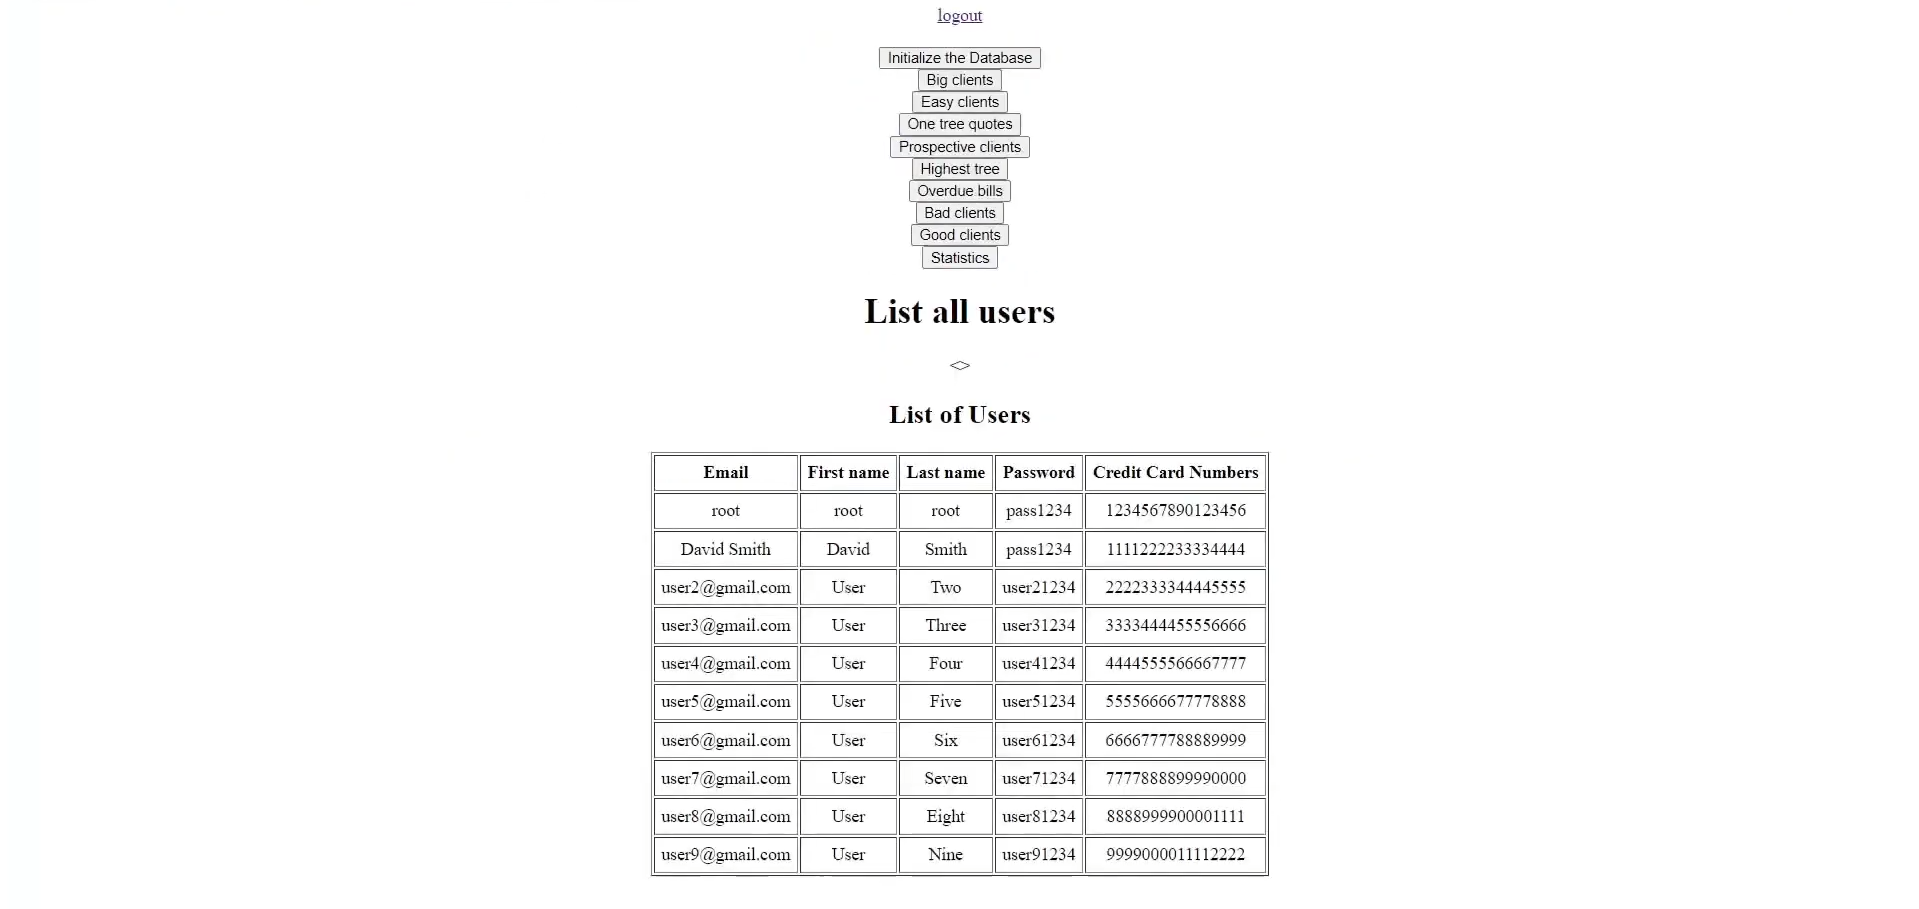 logout
Initialize the Database
Big clients
Easy clients
One tree quotes
Prospective clients
Highest tree
Overdue bills
Bad clients
Good clients
Statistics
List all users
<>
List of Users
Email First name Last name Password Credit Card Numbers
root root root pass1234 1234567890123456
David Smith David Smith pass1234 1111222233334444
user2@gmail.com User Two user21234 2222333344445555
user3@gmail.com User Three user31234 3333444455556666
user4@gmail.com User Four user41234 4444555566667777
user5@gmail.com User Five user51234 5555666677778888
user6@gmail.com User Six user61234 6666777788889999
user7@gmail.com User Seven user71234 7777888899990000
user8@gmail.com User Eight user81234 8888999900001111
user9@gmail.com User Nine user91234 9999000011112222